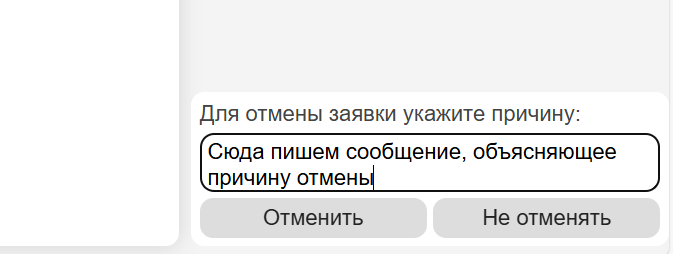 Для отмены заявки укажите причину:
Сюда пишем сообщение, объясняющее
причину отмены
Отменить
Не отменять